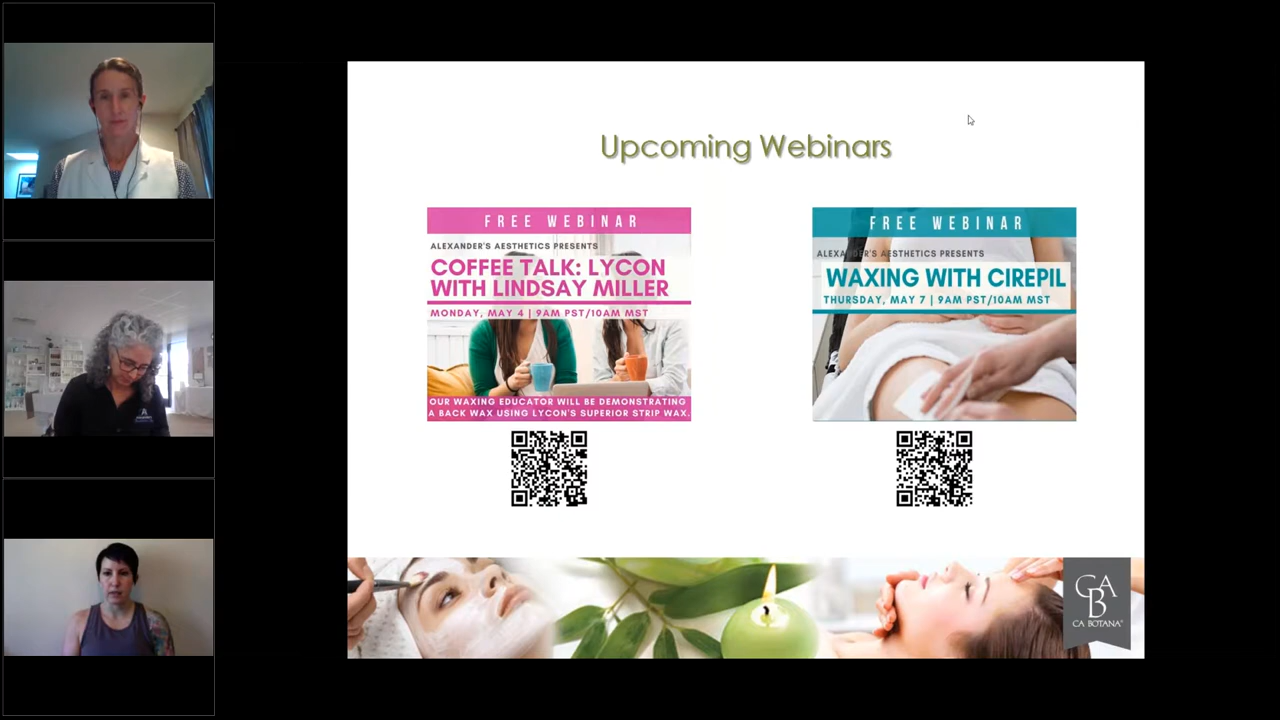 Upcoming Webinars
FREE WEBINAR
ALEXANDER'S AESTHETICS PRESENTS
COFFEE TALK: LYCON
WITH LINDSAY MILLER
MONDAY, MAY 4 | 9AM PST/10AM MST
OUR WAXING EDUCATOR WILL BE DEMONSTRATING
A BACK WAX USING LYCON'S SUPERIOR STRIP WAX.
FREE WEBINAR
ALEXANDER'S AESTHETICS PRESENTS
WAXING WITH CIREPIL
THURSDAY, MAY 7 | 9AM PST/10AM MST
CAB
CA BOTANA®